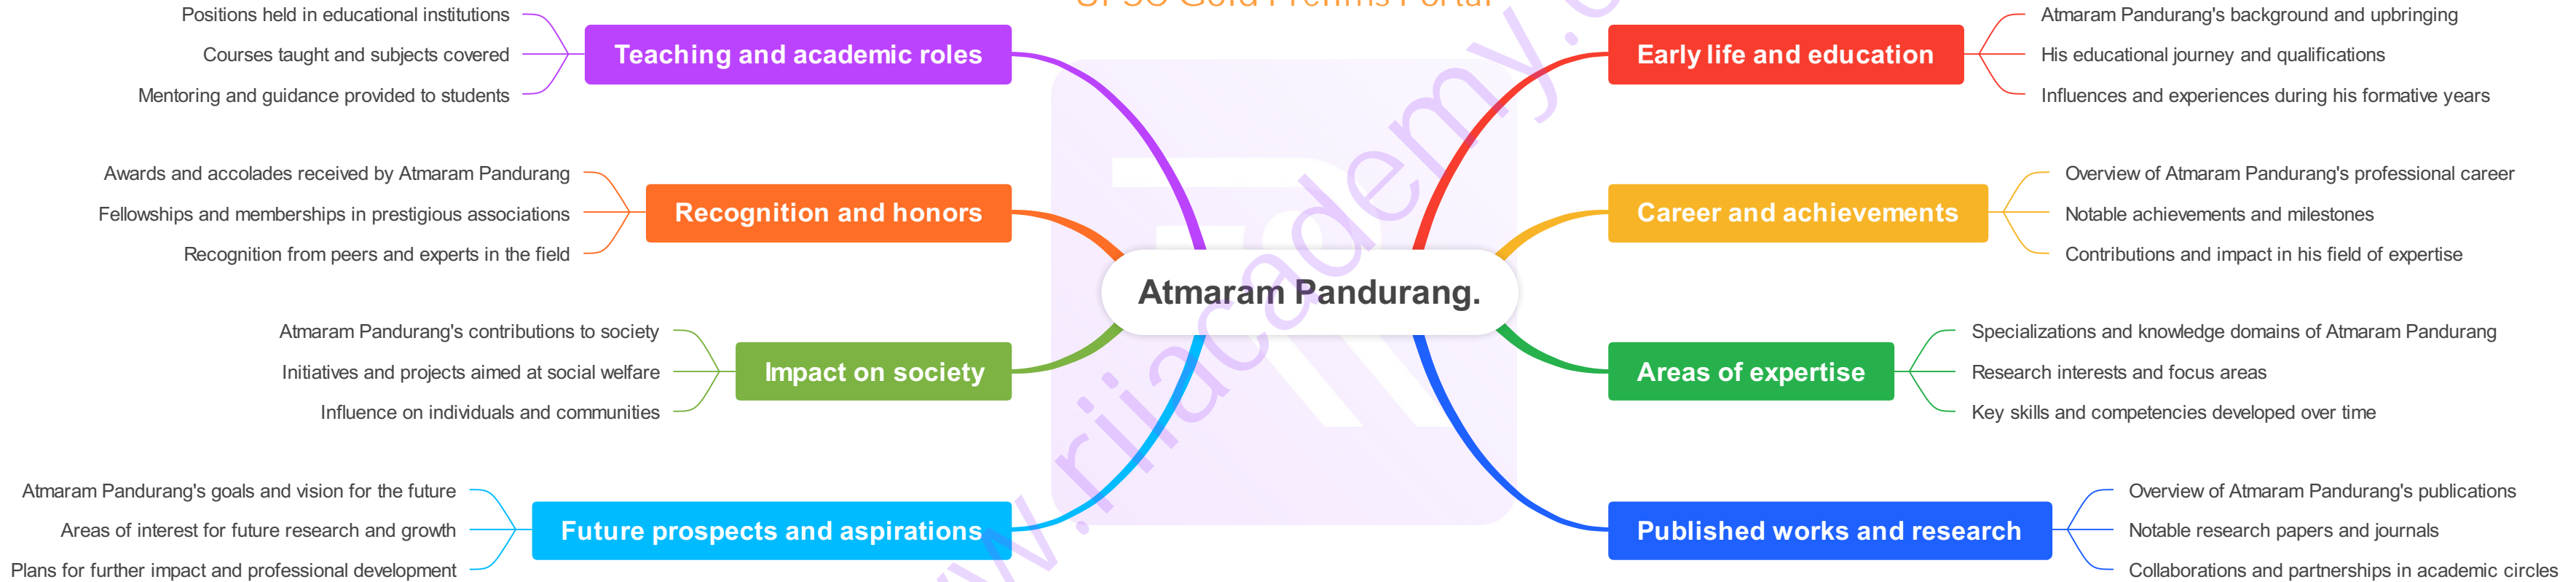 UPSC Gold Prelims Portal
Teaching and academic roles
Positions held in educational institutions
Courses taught and subjects covered
Mentoring and guidance provided to students
Recognition and honors
Awards and accolades received by Atmaram Pandurang
Fellowships and memberships in prestigious associations
Recognition from peers and experts in the field
Impact on society
Atmaram Pandurang's contributions to society
Initiatives and projects aimed at social welfare
Influence on individuals and communities
Future prospects and aspirations
Atmaram Pandurang's goals and vision for the future
Areas of interest for future research and growth
Plans for further impact and professional development
Atmaram Pandurang.
Early life and education
Atmaram Pandurang's background and upbringing
His educational journey and qualifications
Influences and experiences during his formative years
Career and achievements
Overview of Atmaram Pandurang's professional career
Notable achievements and milestones
Contributions and impact in his field of expertise
Areas of expertise
Specializations and knowledge domains of Atmaram Pandurang
Research interests and focus areas
Key skills and competencies developed over time
Published works and research
Overview of Atmaram Pandurang's publications
Notable research papers and journals
Collaborations and partnerships in academic circles